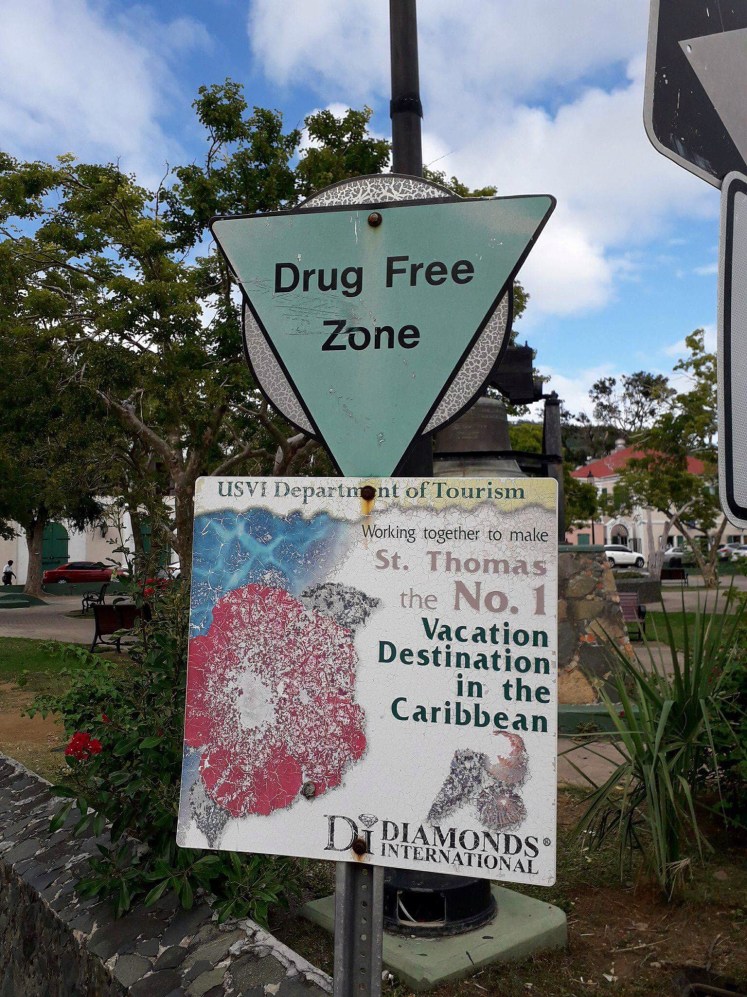 Drug Free
Zone
USVI Department of Tourism
Working together to make
St. Thomas
the No. 1
Vacation
Destination
in the
Caribbean
DI DIAMONDS
INTERNATIONAL®